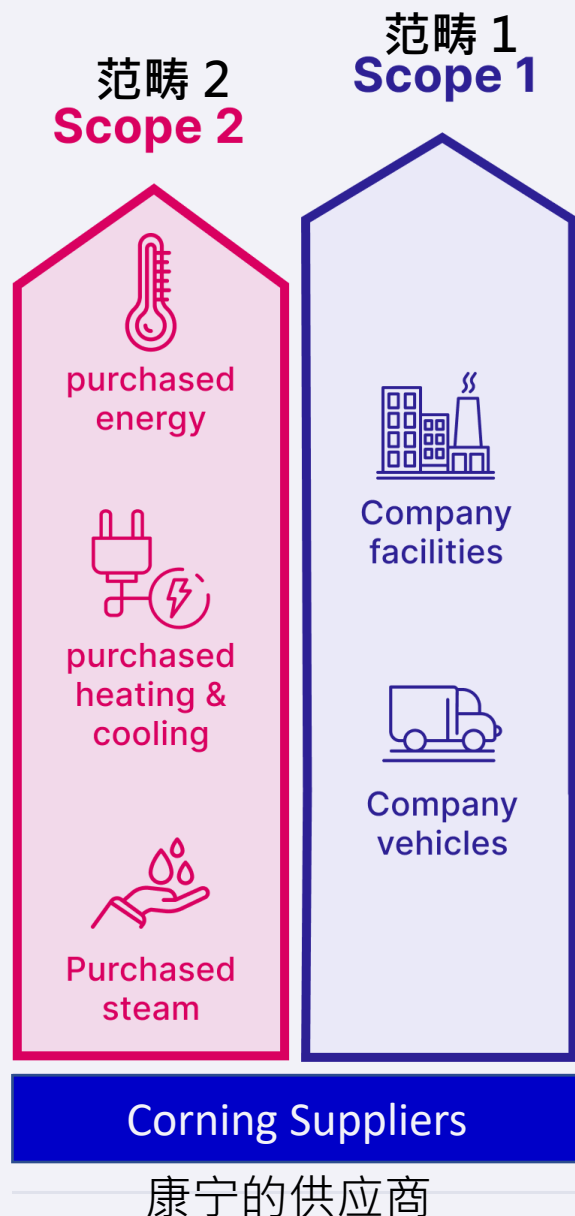 范畴 2
Scope 2
purchased
energy
purchased
heating &
cooling
Purchased
steam
范畴 1
Scope 1
Company
facilities
Company
vehicles
Corning Suppliers
康宁的供应商